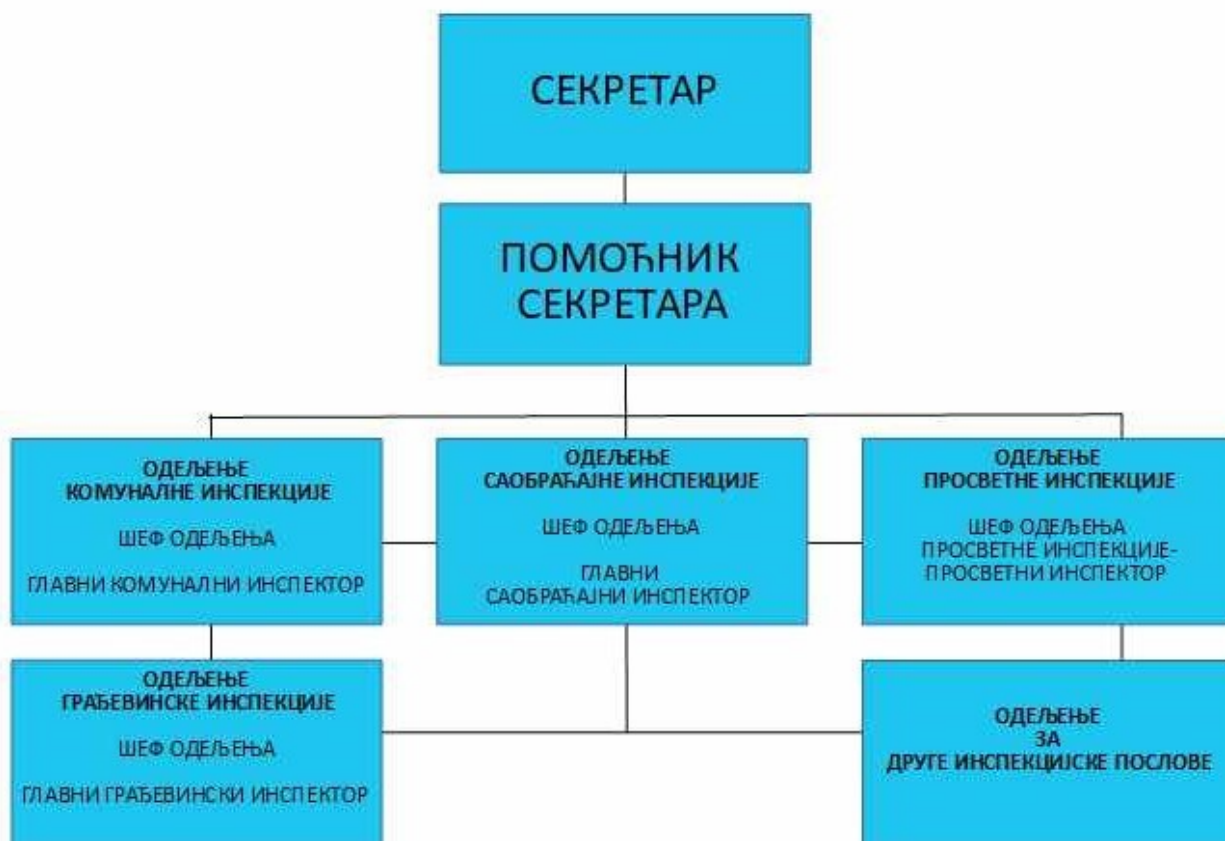 СЕКРЕТАР
ПОМОЋНИК
СЕКРЕТАРА
ОДЕЉЕЊЕ
КОМУНАЛНЕ ИНСПЕКЦИЈЕ
ШЕФ ОДЕЉЕЊА
ГЛАВНИ КОМУНАЛНИ ИНСПЕКТОР
ОДЕЉЕЊЕ
САОБРАЋАЈНЕ ИНСПЕКЦИЈЕ
ШЕФ ОДЕЉЕЊА
ГЛАВНИ
САОБРАЋАЈНИ ИНСПЕКТОР
ОДЕЉЕЊЕ
ПРОСВЕТНЕ ИНСПЕКЦИЈЕ
ШЕФ ОДЕЉЕЊА
ПРОСВЕТНЕ ИНСПЕКЦИЈЕ-
ПРОСВЕТНИ ИНСПЕКТОР
ОДЕЉЕЊЕ
ГРАЂЕВИНСКЕ ИНСПЕКЦИЈЕ
ШЕФ ОДЕЉЕЊА
ГЛАВНИ ГРАЂЕВИНСКИ ИНСПЕКТОР
ОДЕЉЕЊЕ
ЗА
ДРУГЕ ИНСПЕКЦИЈСКЕ ПОСЛОВЕ